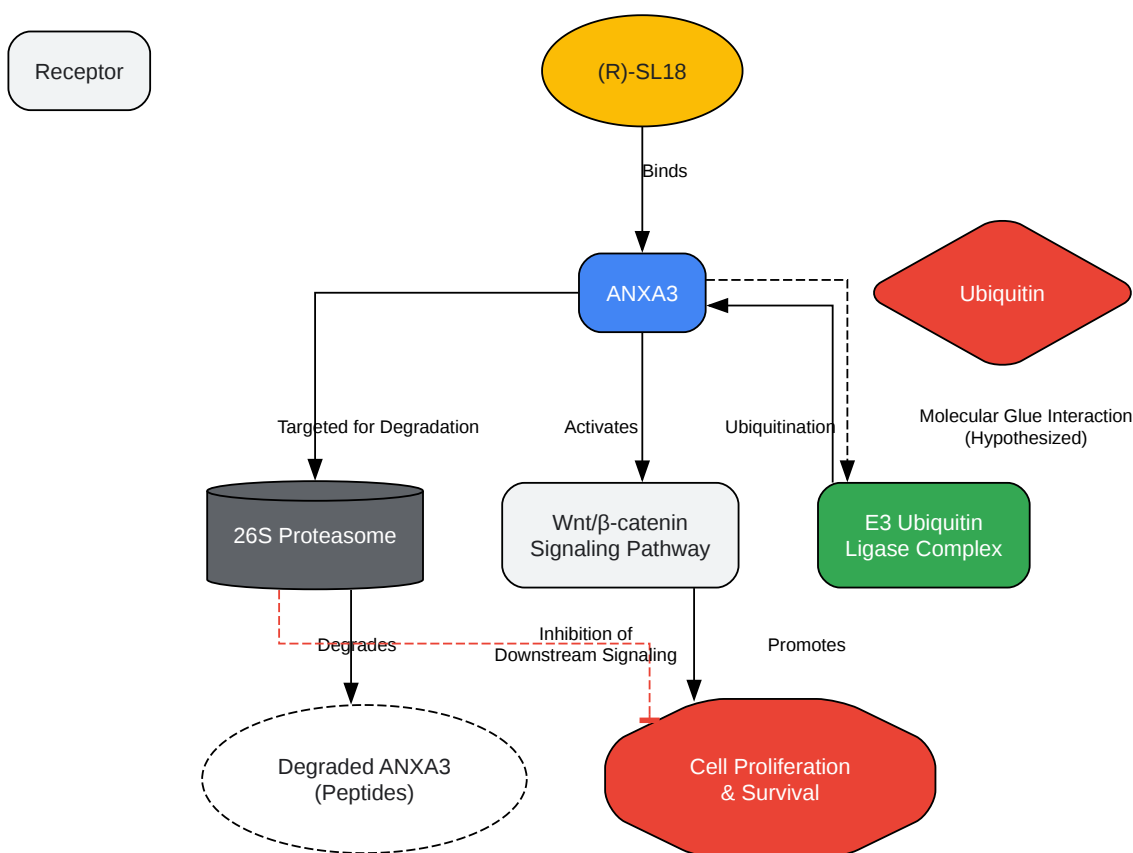 Receptor
(R)-SL18
Binds
ANXA3
Ubiquitin
Targeted for Degradation
Activates
Ubiquitination
Molecular Glue Interaction
(Hypothesized)
26S Proteasome
Wnt/β-catenin
Signaling Pathway
E3 Ubiquitin
Ligase Complex
Degrades
Inhibition of
Downstream Signaling
Promotes
Degraded ANXA3
(Peptides)
Cell Proliferation
& Survival